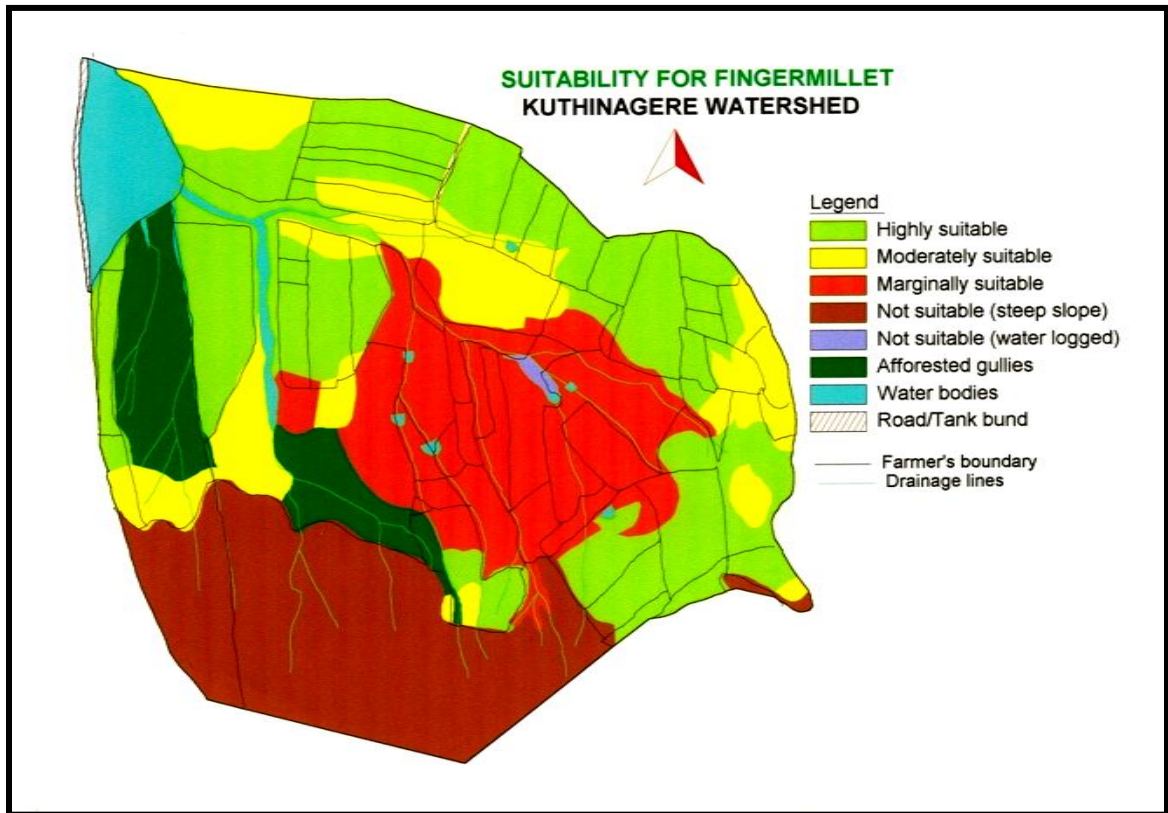 SUITABILITY FOR FINGERMILLET
KUTHINAGERE WATERSHED
Legend
Highly suitable
Moderately suitable
Marginally suitable
Not suitable (steep slope)
Not suitable (water logged)
Afforested gullies
Water bodies
Road/Tank bund
Farmer's boundary
Drainage lines